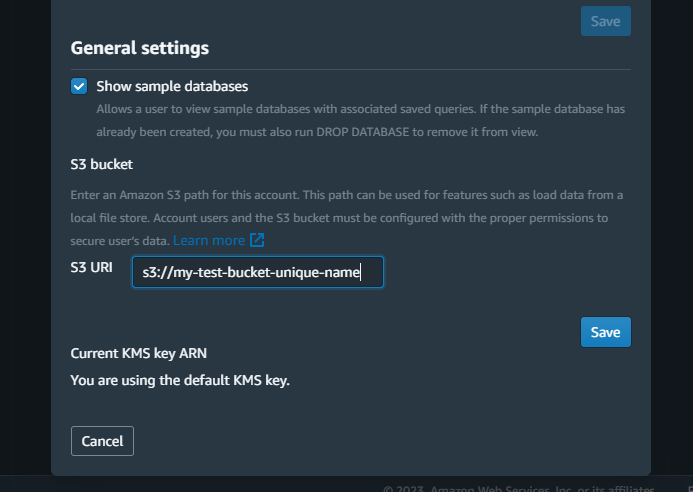 Save
General settings
Show sample databases
Allows a user to view sample databases with associated saved queries. If the sample database has
already been created, you must also run DROP DATABASE to remove it from view.
S3 bucket
Enter an Amazon S3 path for this account. This path can be used for features such as load data from a
local file store. Account users and the S3 bucket must be configured with the proper permissions to
secure user's data. Learn more
S3 URI s3://my-test-bucket-unique-name
Save
Current KMS key ARN
You are using the default KMS key.
Cancel
© 2023, Amazon Web Services, Inc. or its affiliates.